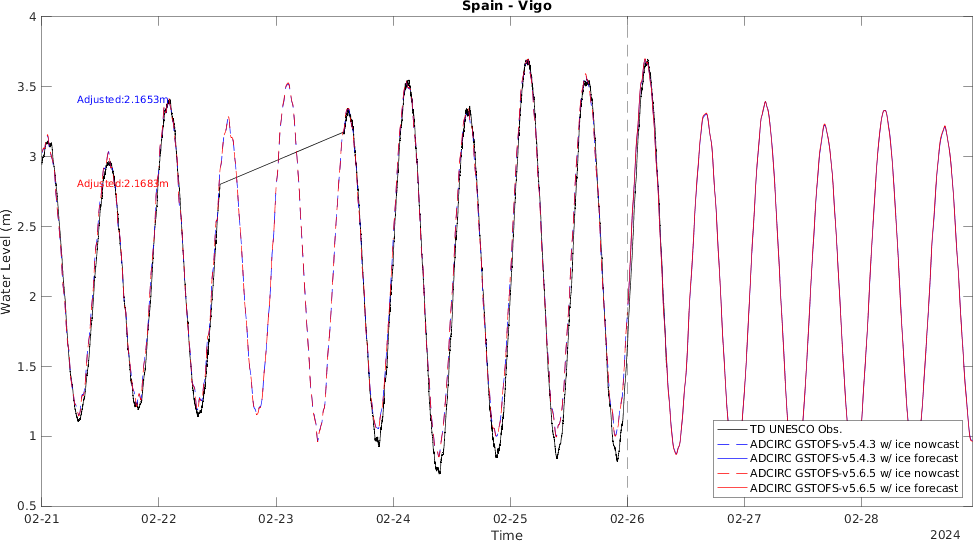 Spain - Vigo
4
3.5
3
2.5
2
1.5
1
0.5
Water Level (m)
Adjusted:2.1653m
Adjusted:2.1683m
TD UNESCO Obs.
ADCIRC GSTOFS-v5.4.3 w/ ice nowcast
ADCIRC GSTOFS-v5.4.3 w/ ice forecast
ADCIRC GSTOFS-v5.6.5 w/ ice nowcast
ADCIRC GSTOFS-v5.6.5 w/ ice forecast
02-21 02-22 02-23 02-24 02-25 02-26 02-27 02-28
Time
2024